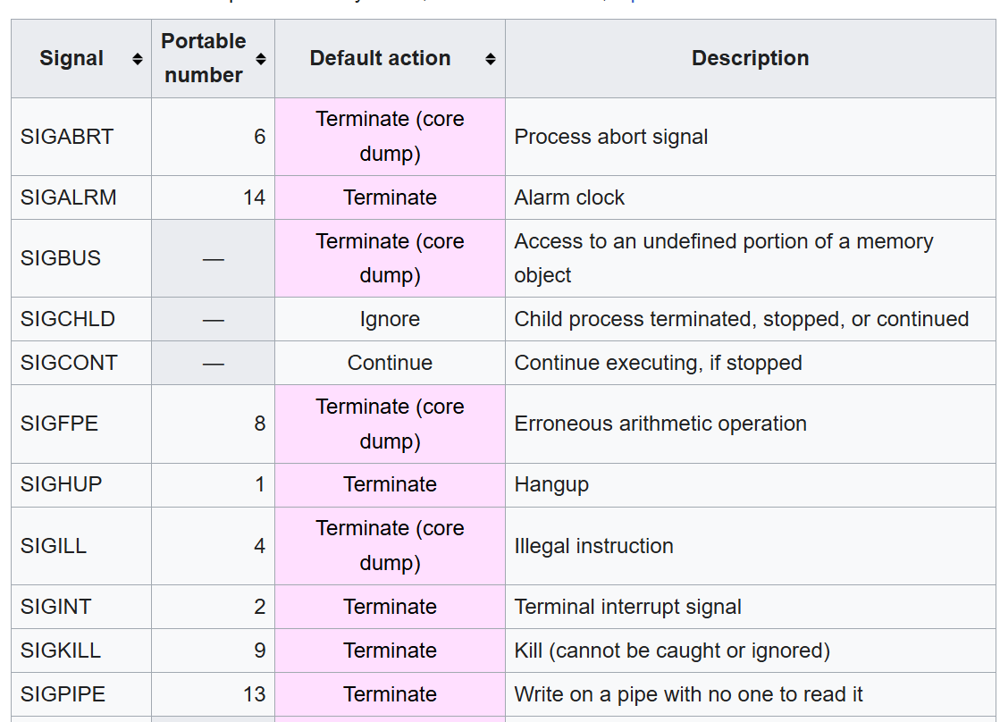 Signal
Portable
number
Default action
Description
SIGABRT 6 Terminate (core
dump) Process abort signal
SIGALRM 14 Terminate Alarm clock
SIGBUS — Terminate (core
dump) Access to an undefined portion of a memory
object
SIGCHLD — Ignore Child process terminated, stopped, or continued
SIGCONT — Continue Continue executing, if stopped
SIGFPE 8 Terminate (core
dump) Erroneous arithmetic operation
SIGHUP 1 Terminate Hangup
SIGILL 4 Terminate (core
dump) Illegal instruction
SIGINT 2 Terminate Terminal interrupt signal
SIGKILL 9 Terminate Kill (cannot be caught or ignored)
SIGPIPE 13 Terminate Write on a pipe with no one to read it